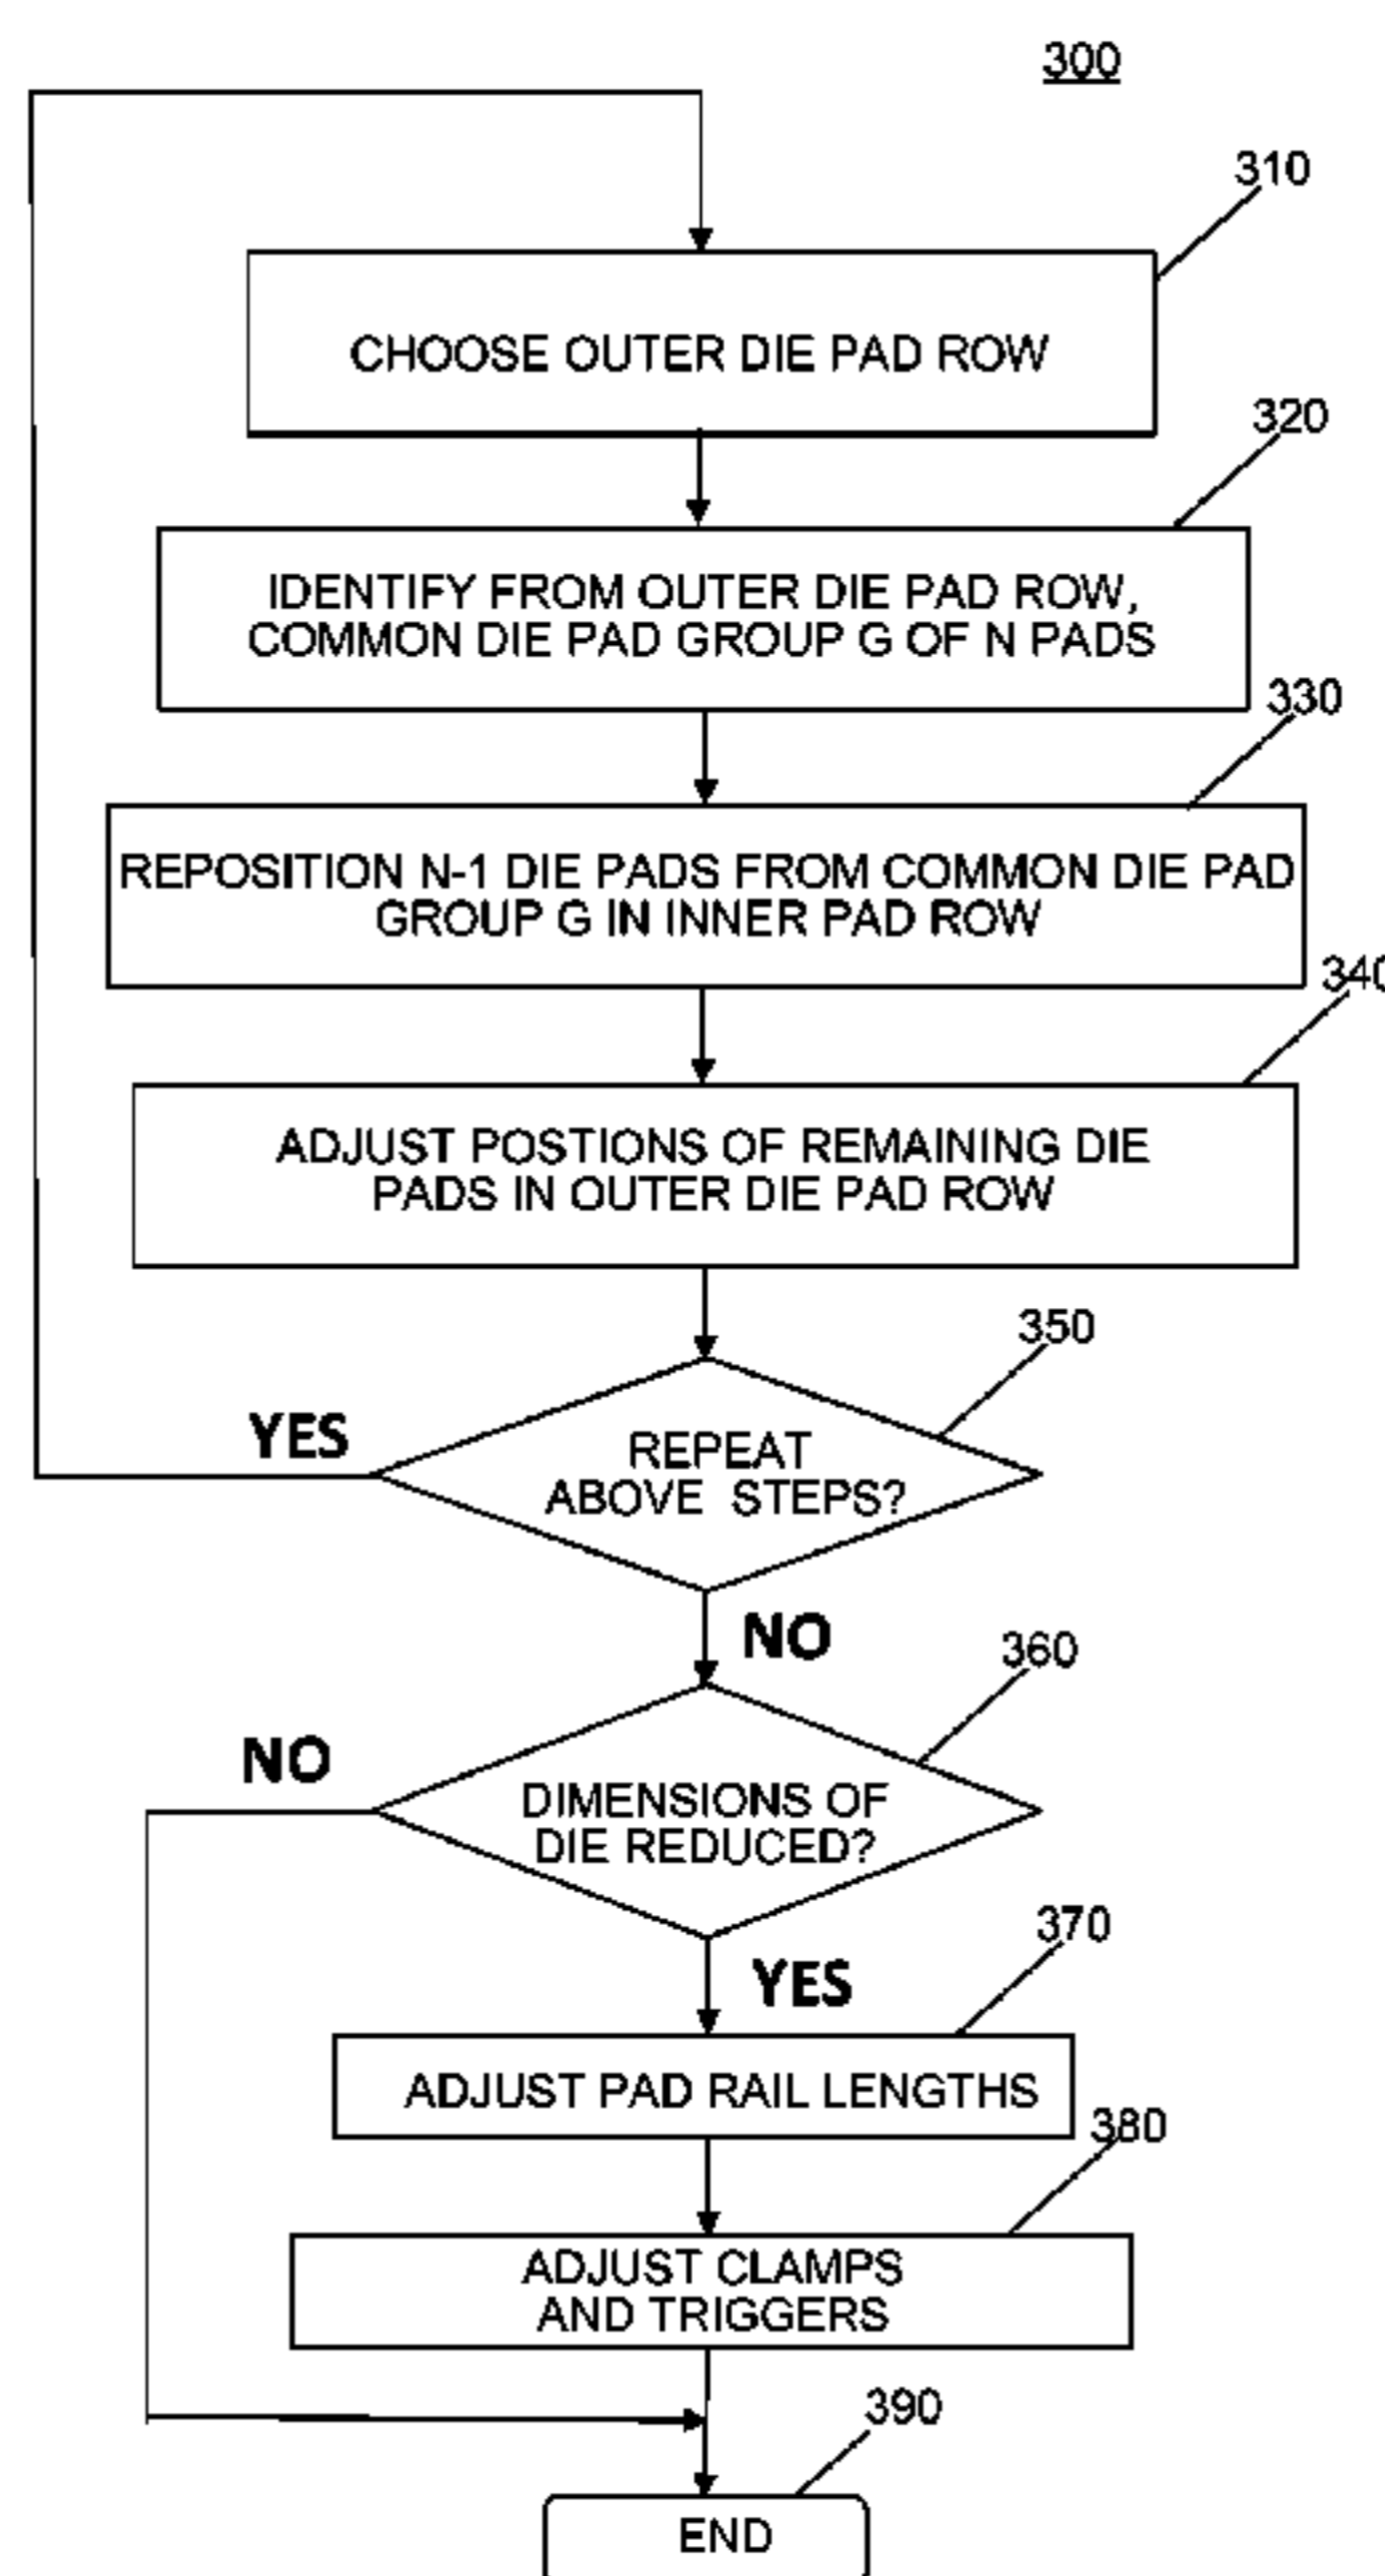 300
310
CHOOSE OUTER DIE PAD ROW
320
IDENTIFY FROM OUTER DIE PAD ROW,
COMMON DIE PAD GROUP G OF N PADS
330
REPOSITION N-1 DIE PADS FROM COMMON DIE PAD
GROUP G IN INNER PAD ROW
340
ADJUST POSTIONS OF REMAINING DIE
PADS IN OUTER DIE PAD ROW
350
YES
REPEAT
ABOVE STEPS?
NO
360
NO
DIMENSIONS OF
DIE REDUCED?
370
YES
ADJUST PAD RAIL LENGTHS
380
ADJUST CLAMPS
AND TRIGGERS
390
END